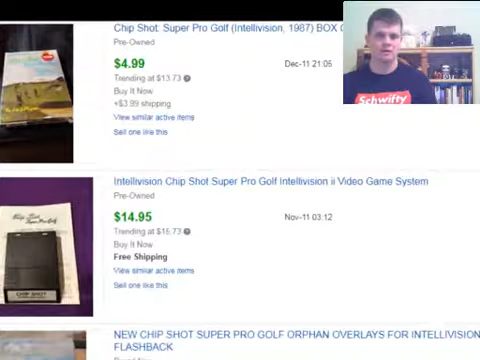 Chip Shot: Super Pro Golf (Intellivision, 1987) BOX
Pre-Owned
$4.99
Dec-11 21:05
Trending at $13.73
Buy It Now
+$3.99 shipping
View similar active items
Sell one like this
Schwifty
Intellivision Chip Shot Super Pro Golf Intellivision ii Video Game System
Pre-Owned
$14.95
Nov-11 03:12
Trending at $16.73
Buy It Now
Free Shipping
View similar active items
Sell one like this
CHIP SHOT
NEW CHIP SHOT SUPER PRO GOLF ORPHAN OVERLAYS FOR INTELLIVISION
FLASHBACK